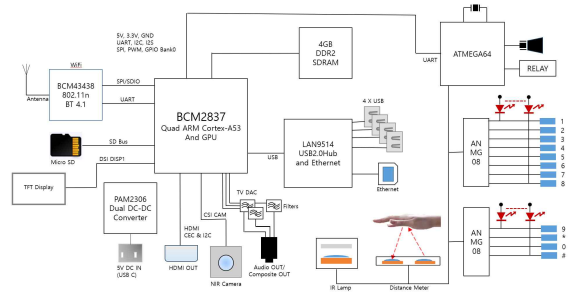 5V, 3.3V, GND
UART, I2C, I2S
SPI, PWM, GPIO Bank0
4GB
DDR2
SDRAM
ATMEGA64
UART
RELAY
WiFi
BCM43438
802.11n
BT 4.1
Antenna
SPI/SDIO
UART
BCM2837
Quad ARM Cortex-A53
And GPU
4 X USB
LAN9514
USB2.0Hub
and Ethernet
USB
Ethernet
SD Bus
Micro SD
DSI DISP1
TFT Display
AN
MG
08
1
2
3
4
5
6
7
8
PAM2306
Dual DC-DC
Converter
5V DC IN
(USB C)
HDMI
CEC & I2C
HDMI OUT
CSI CAM
NIR Camera
TV DAC
Filters
Audio OUT/
Composite OUT
IR Lamp
Distance Meter
AN
MG
08
9
*
0
#